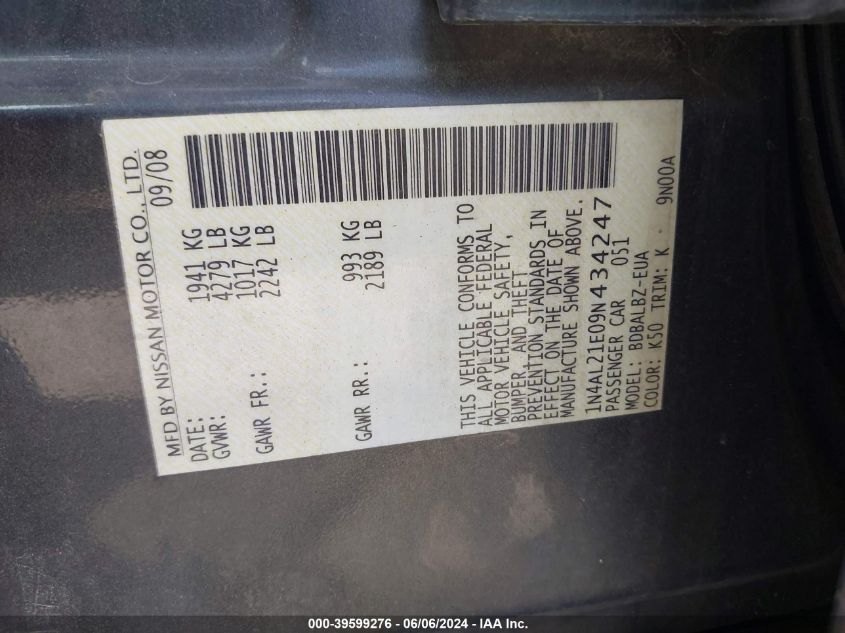 MFD BY NISSAN MOTOR CO., LTD.
DATE: 09/08
GVWR: 1941 KG
4279 LB
GAWR FR.: 1017 KG
2242 LB
GAWR RR.: 993 KG
2189 LB
THIS VEHICLE CONFORMS TO
ALL APPLICABLE FEDERAL
MOTOR VEHICLE SAFETY,
BUMPER, AND THEFT
PREVENTION STANDARDS IN
EFFECT ON THE DATE OF
MANUFACTURE SHOWN ABOVE.
1N4AL21E09N434247
PASSENGER CAR 051
MODEL: BDBALBZ-EUA
COLOR: K50 TRIM: K 9N00A
000-39599276 - 06/06/2024 - IAA Inc.